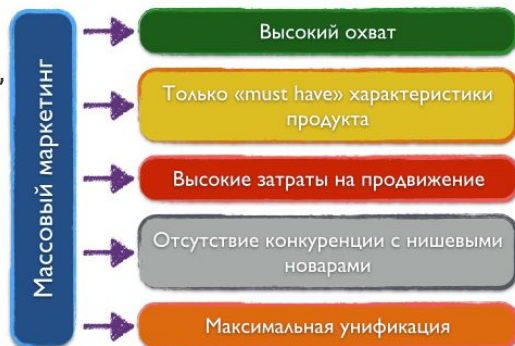 Массовый маркетинг
Высокий охват
Только «must have» характеристики
продукта
Высокие затраты на продвижение
Отсутствие конкуренции с нишевыми
новарами
Максимальная унификация